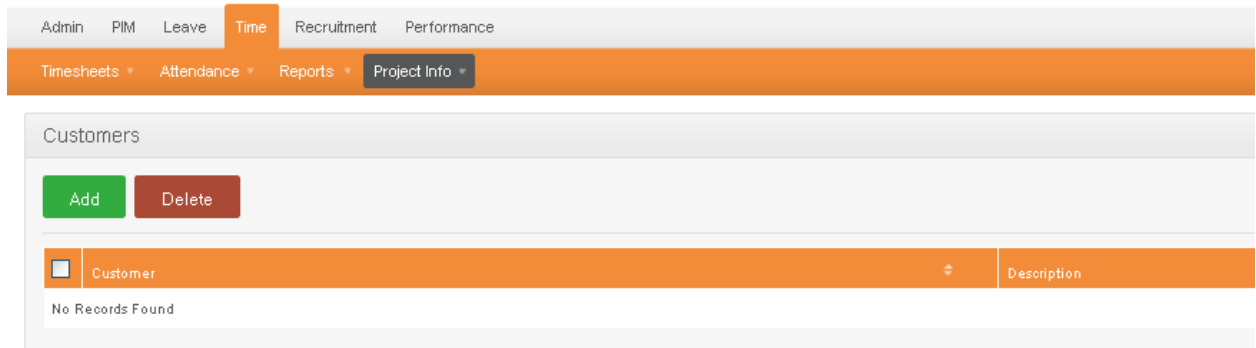 Admin PIM Leave Time Recruitment Performance
Timesheets Attendance Reports Project Info
Customers
Add Delete
Customer Description
No Records Found